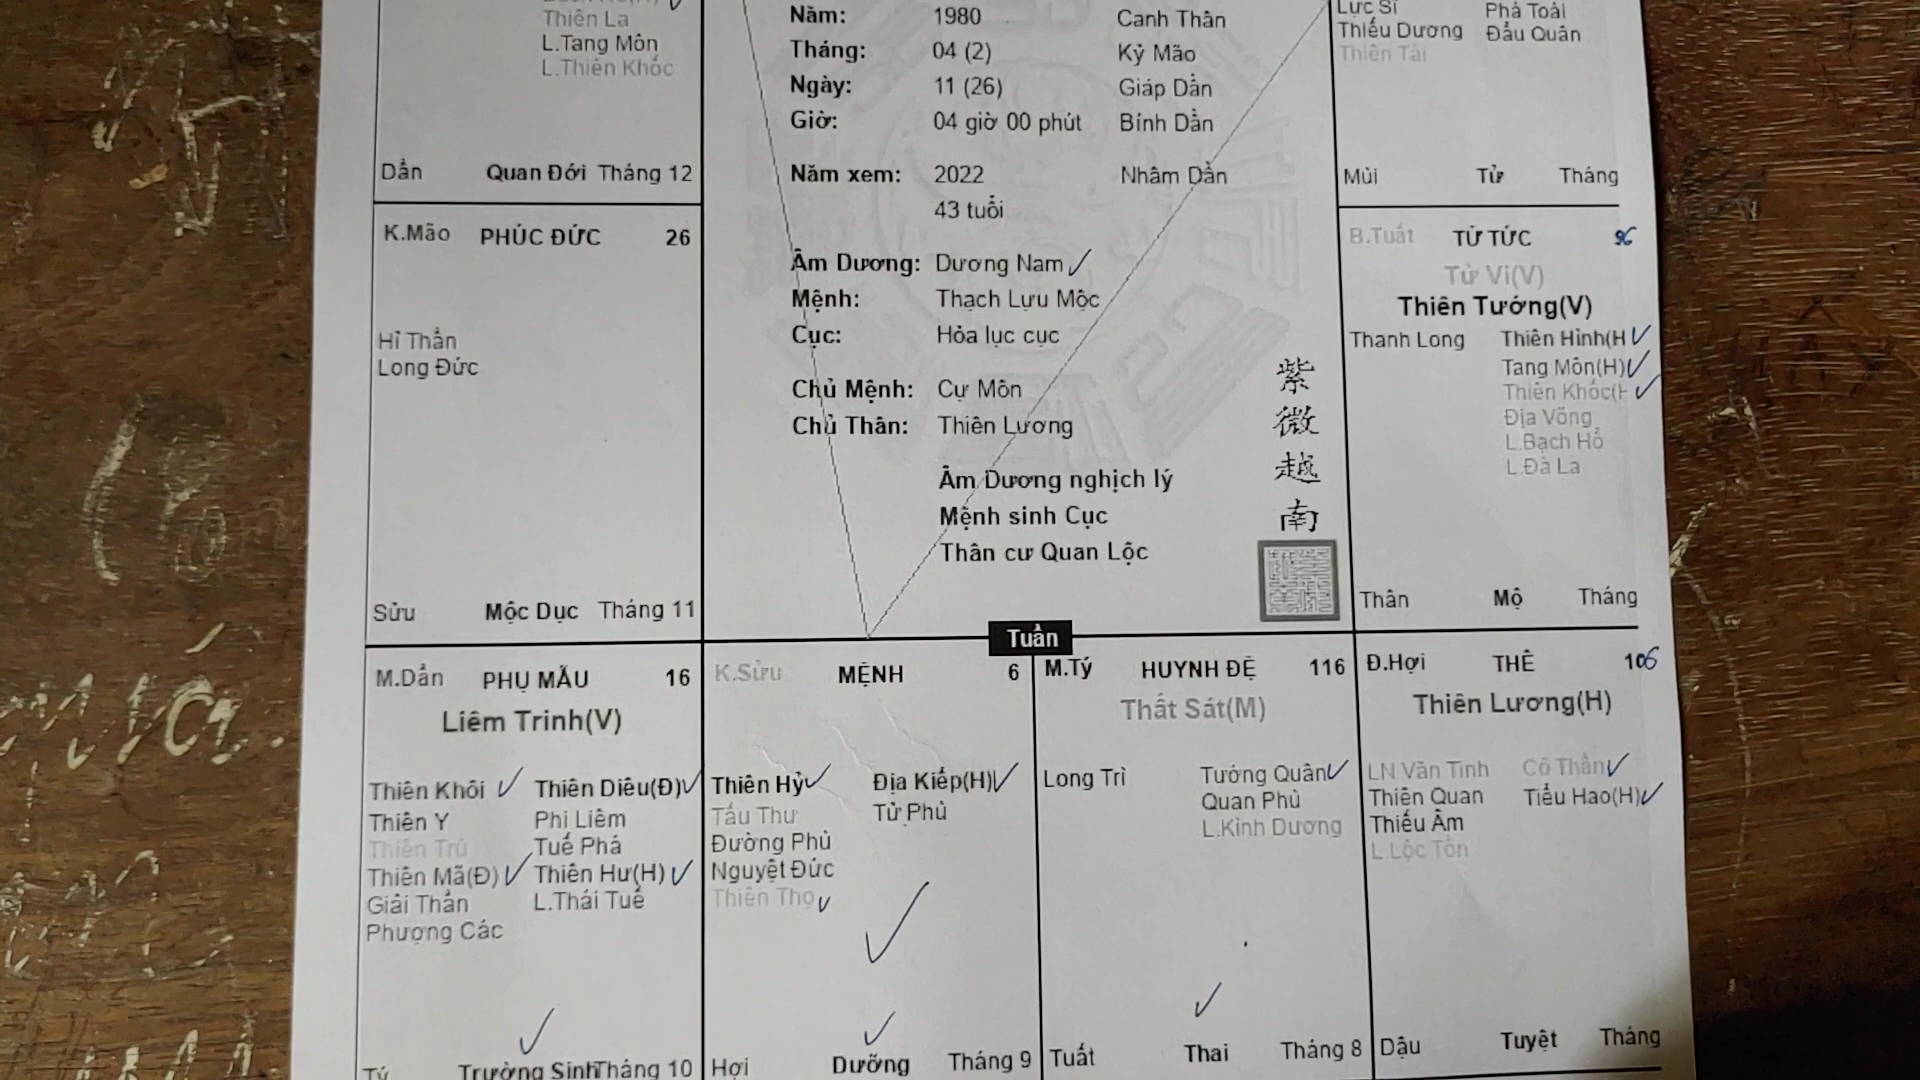 Thiên La
L.Tang Môn
L.Thiên Khốc
Dần Quan Đới Tháng 12
Năm: 1980 Canh Thân
Tháng: 04 (2) Kỷ Mão
Ngày: 11 (26) Giáp Dần
Giờ: 04 giờ 00 phút Bính Dần
Năm xem: 2022 Nhâm Dần
43 tuổi
Âm Dương: Dương Nam
Mệnh: Thạch Lựu Mộc
Cục: Hỏa lục cục
Chủ Mệnh: Cự Môn
Chủ Thân: Thiên Lương
Âm Dương nghịch lý
Mệnh sinh Cục
Thân cư Quan Lộc
紫
微
越
南
Lực Sĩ Phá Toái
Thiếu Dương Đẩu Quân
Thiên Tài
Mùi Tử Tháng
K.Mão PHÚC ĐỨC 26
Hỉ Thần
Long Đức
Sửu Mộc Dục Tháng 11
B.Tuất TỬ TỨC 96
Tử Vi(V)
Thiên Tướng(V)
Thanh Long Thiên Hình(H
Tang Môn(H)
Thiên Khốc(H
Địa Võng
L.Bạch Hổ
L.Đà La
Thân Mộ Tháng
Tuần
M.Dần PHỤ MẪU 16
Liêm Trinh(V)
Thiên Khôi Thiên Diêu(Đ)
Thiên Y Phi Liêm
Thiên Trù Tuế Phá
Thiên Mã(Đ) Thiên Hư(H)
Giải Thần L.Thái Tuế
Phượng Các
Tý Trường Sinh Tháng 10
K.Sửu MỆNH 6
Thiên Hỷ Địa Kiếp(H)
Tấu Thư Tử Phù
Đường Phù
Nguyệt Đức
Thiên Thọ
Hợi Dưỡng Tháng 9
M.Tý HUYNH ĐỆ 116
Thất Sát(M)
Long Trì Tướng Quân
Quan Phù
L.Kình Dương
Tuất Thai Tháng 8
Đ.Hợi THÊ 106
Thiên Lương(H)
LN Văn Tinh Cô Thần
Thiên Quan Tiểu Hao(H)
Thiếu Âm
L.Lộc Tồn
Dậu Tuyệt Tháng